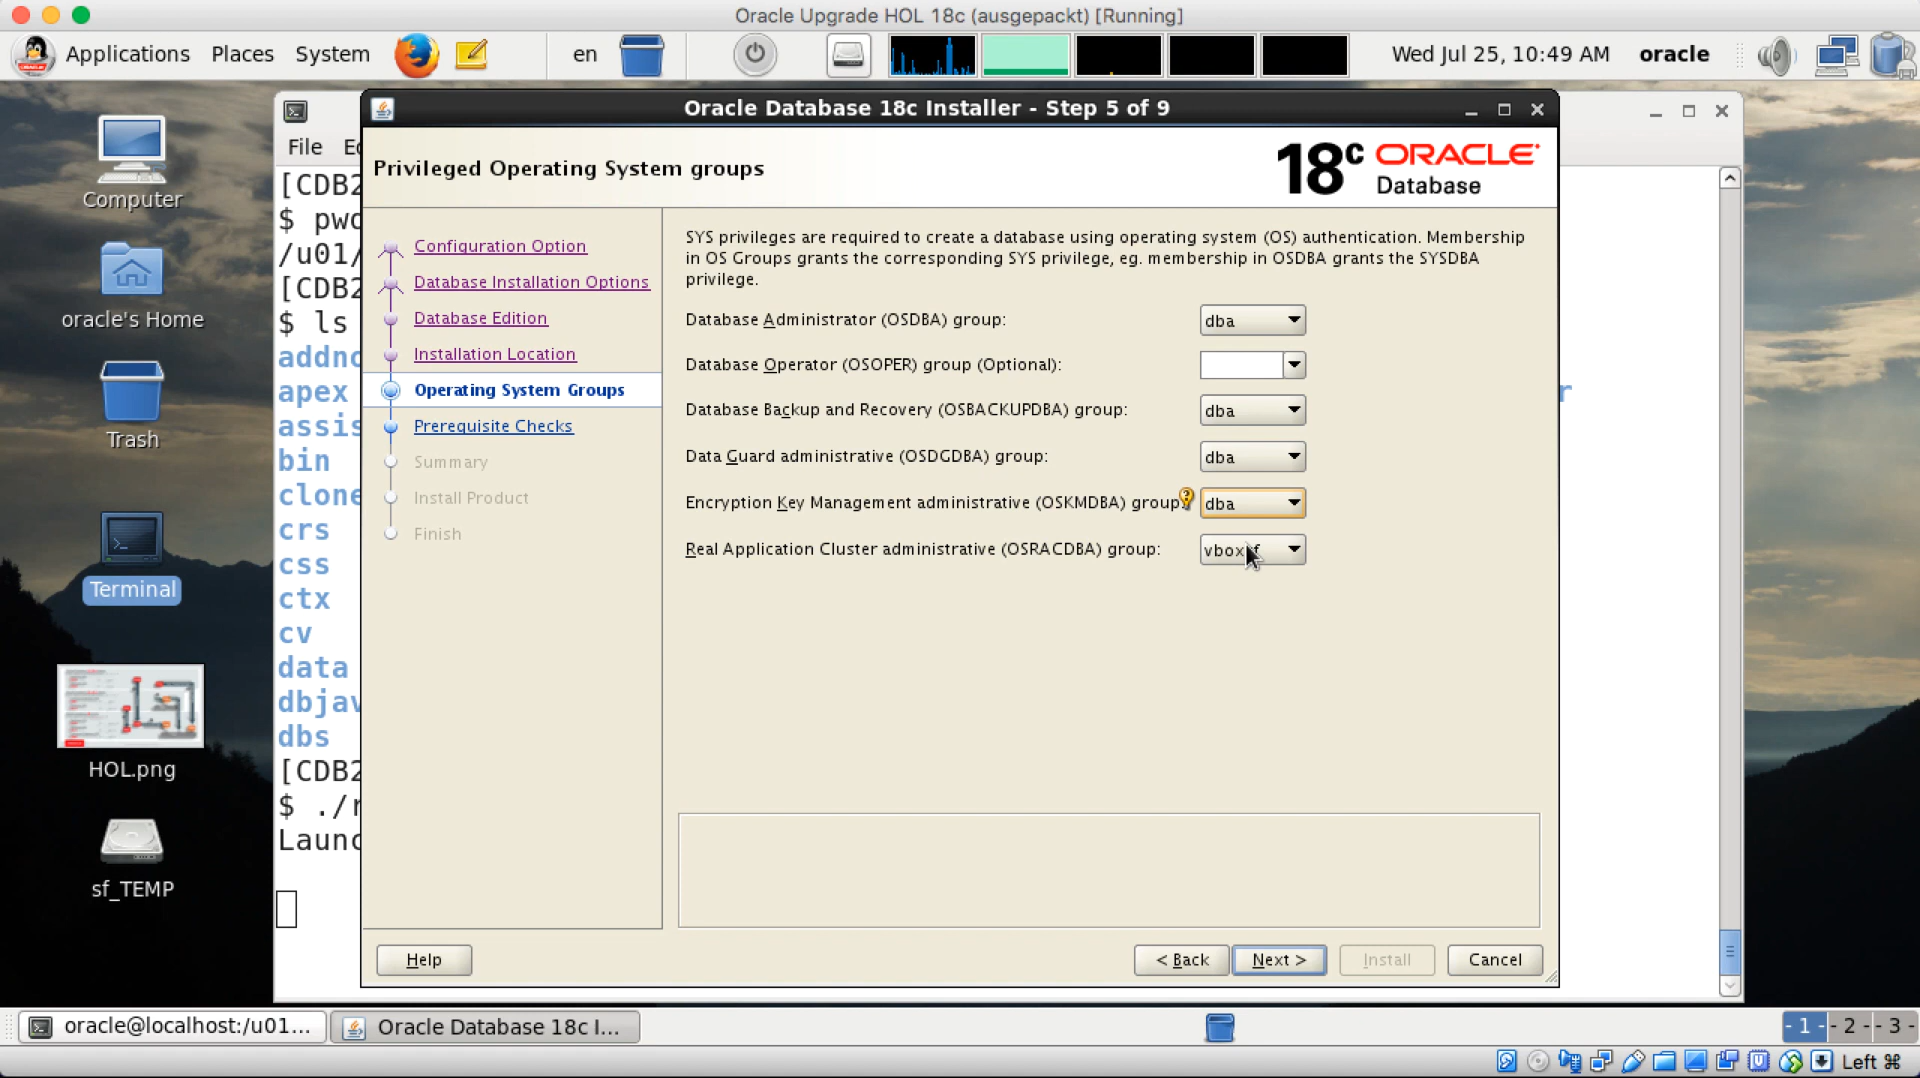 Oracle Upgrade HOL 18c (ausgepackt) [Running]
Applications Places System en Wed Jul 25, 10:49 AM oracle
Oracle Database 18c Installer - Step 5 of 9
File
Privileged Operating System groups
18c ORACLE
Database
Computer
oracle's Home
Trash
Terminal
HOL.png
sf_TEMP
$
/u01/
$ ls
apex
bin
crs
css
ctx
cv
data
dbs
$
Configuration Option
Database Installation Options
Database Edition
Installation Location
Operating System Groups
Prerequisite Checks
Summary
Install Product
Finish
SYS privileges are required to create a database using operating system (OS) authentication. Membership
in OS Groups grants the corresponding SYS privilege, eg. membership in OSDBA grants the SYSDBA
privilege.
Database Administrator (OSDBA) group: dba
Database Operator (OSOPER) group (Optional):
Database Backup and Recovery (OSBACKUPDBA) group: dba
Data Guard administrative (OSDGDBA) group: dba
Encryption Key Management administrative (OSKMDBA) group: dba
Real Application Cluster administrative (OSRACDBA) group:
Help < Back Next > Install Cancel
oracle@localhost:/u01... Oracle Database 18c I... - 1 - - 2 - - 3 -
Left ⌘